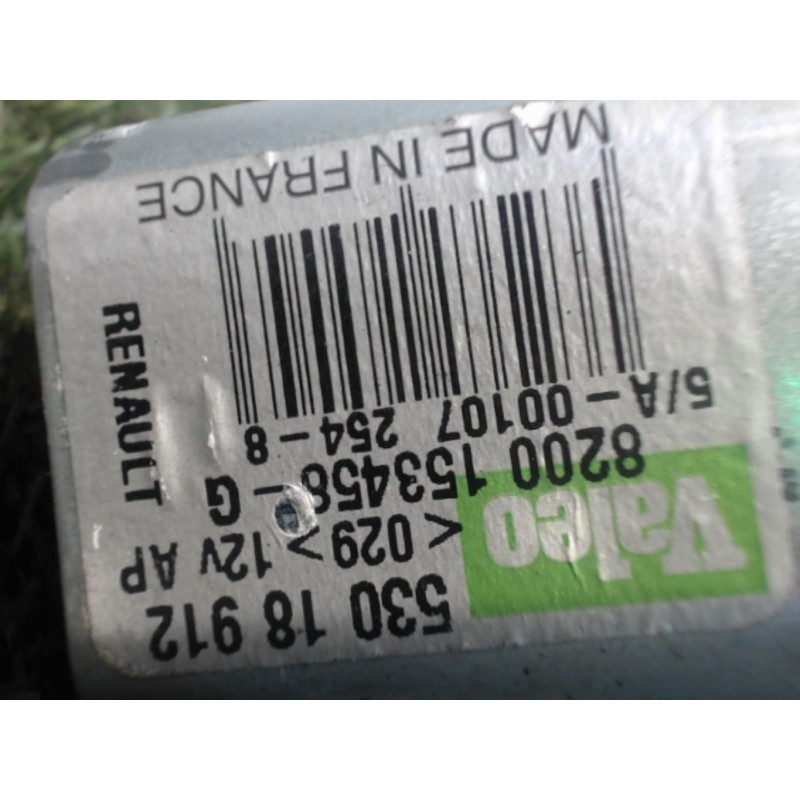 Valeo
530 18 912
< 029 > 12v AP
8200 153458-G
5/A-00107 254-8
RENAULT
MADE IN FRANCE